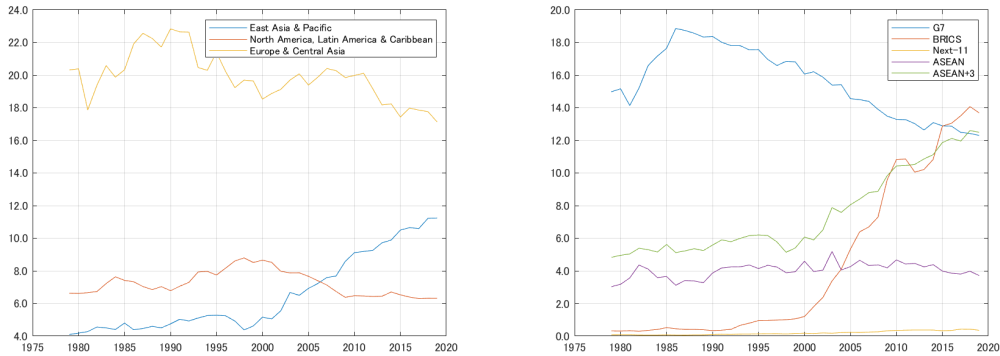 24.0
22.0
20.0
18.0
16.0
14.0
12.0
10.0
8.0
6.0
4.0
1975 1980 1985 1990 1995 2000 2005 2010 2015 2020
East Asia & Pacific
North America, Latin America & Caribbean
Europe & Central Asia
20.0
18.0
16.0
14.0
12.0
10.0
8.0
6.0
4.0
2.0
0.0
1975 1980 1985 1990 1995 2000 2005 2010 2015 2020
G7
BRICS
Next-11
ASEAN
ASEAN+3